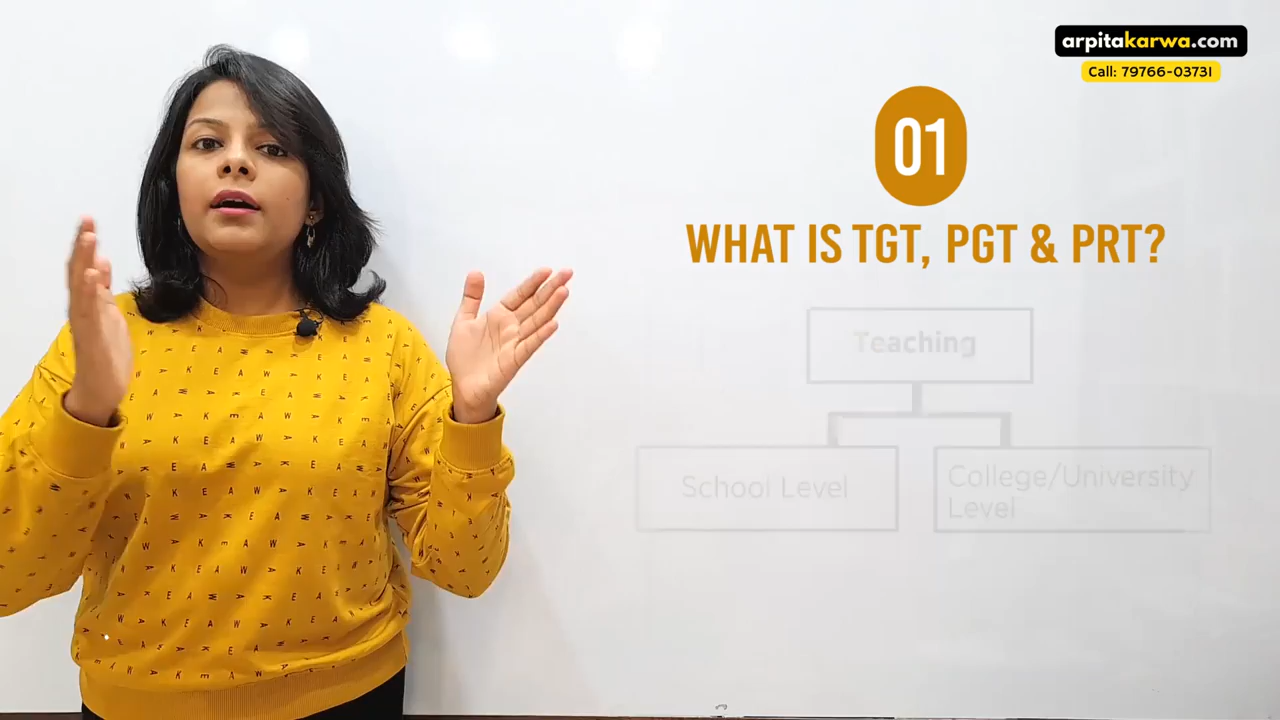 arpitakarwa.com
Call: 79766-03731
01
WHAT IS TGT, PGT & PRT?
Teaching
School Level
College/University
Level